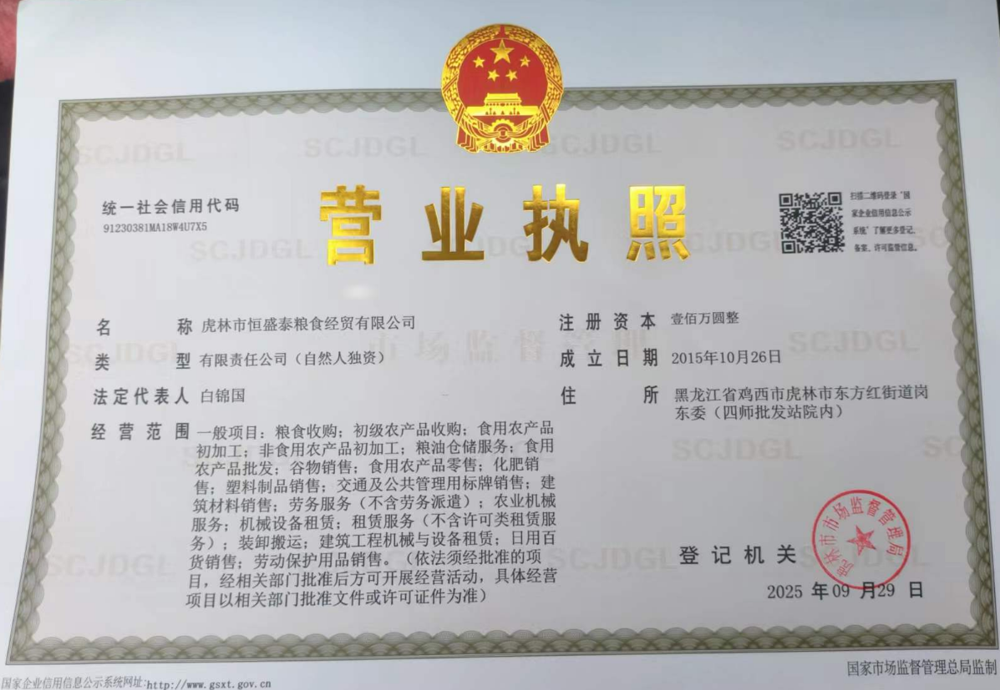 营业执照
统一社会信用代码
91230381MA18W4U7X5
扫描二维码登录“国
家企业信用信息公示
系统”了解更多登记、
备案、许可监管信息。
名称 虎林市恒盛泰粮食经贸有限公司
类型 有限责任公司（自然人独资）
法定代表人 白锦国
经营范围 一般项目：粮食收购；初级农产品收购；食用农产品
初加工；非食用农产品初加工；粮油仓储服务；食用
农产品批发；谷物销售；食用农产品零售；化肥销
售；塑料制品销售；交通及公共管理用标牌销售；建
筑材料销售；劳务服务（不含劳务派遣）；农业机械
服务；机械设备租赁；租赁服务（不含许可类租赁服
务）；装卸搬运；建筑工程机械与设备租赁；日用百
货销售；劳动保护用品销售。（依法须经批准的项
目，经相关部门批准后方可开展经营活动，具体经营
项目以相关部门批准文件或许可证件为准）
注册资本 壹佰万圆整
成立日期 2015年10月26日
住所 黑龙江省鸡西市虎林市东方红街道岗
东委（四师批发站院内）
登记机关
虎林市市场监督管理局
2025 年 09 月 29 日
国家企业信用信息公示系统网址:http://www.gsxt.gov.cn
国家市场监督管理总局监制
SCJDGL
市场监督管理